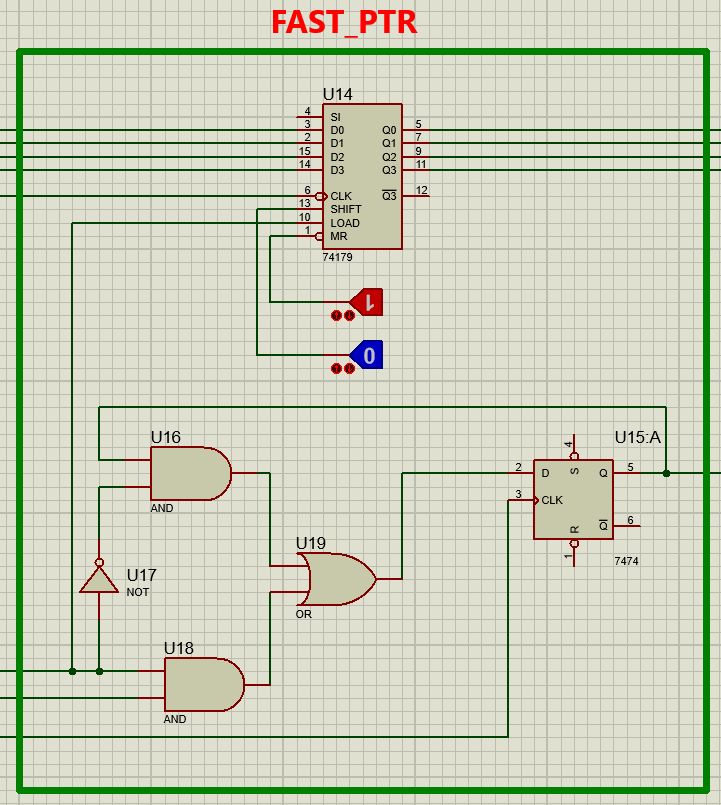 FAST_PTR
U14
4 SI
3 D0 Q0 5
2 D1 Q1 7
15 D2 Q2 9
14 D3 Q3 11
6 CLK Q3 12
13 SHIFT
10 LOAD
1 MR
74179
1
0
U16
AND
U15:A
4
S
2 D Q 5
3 CLK
Q 6
R
1
7474
U17
NOT
U19
OR
U18
AND